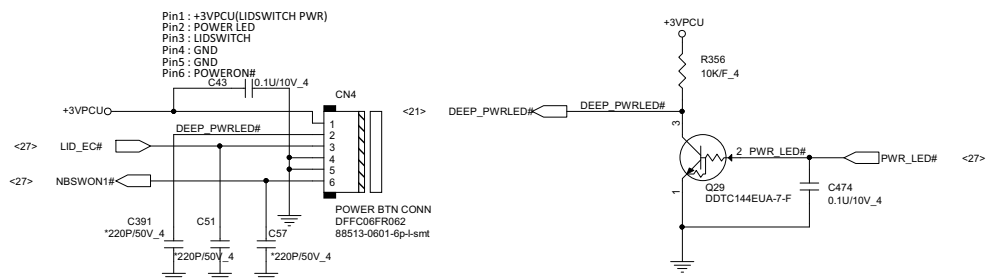 Pin1 : +3VPCU(LIDSWITCH PWR)
Pin2 : POWER LED
Pin3 : LIDSWITCH
Pin4 : GND
Pin5 : GND
Pin6 : POWERON#
C43
0.1U/10V_4
CN4
+3VPCU
DEEP_PWRLED#
<27>
LID_EC#
<27>
NBSWON1#
1
2
3
4
5
6
POWER BTN CONN
DFFC06FR062
88513-0601-6p-l-smt
C391
*220P/50V_4
C51
*220P/50V_4
C57
*220P/50V_4
+3VPCU
R356
10K/F_4
<21>
DEEP_PWRLED#
DEEP_PWRLED#
3
2
PWR_LED#
PWR_LED#
<27>
1
Q29
DDTC144EUA-7-F
C474
0.1U/10V_4